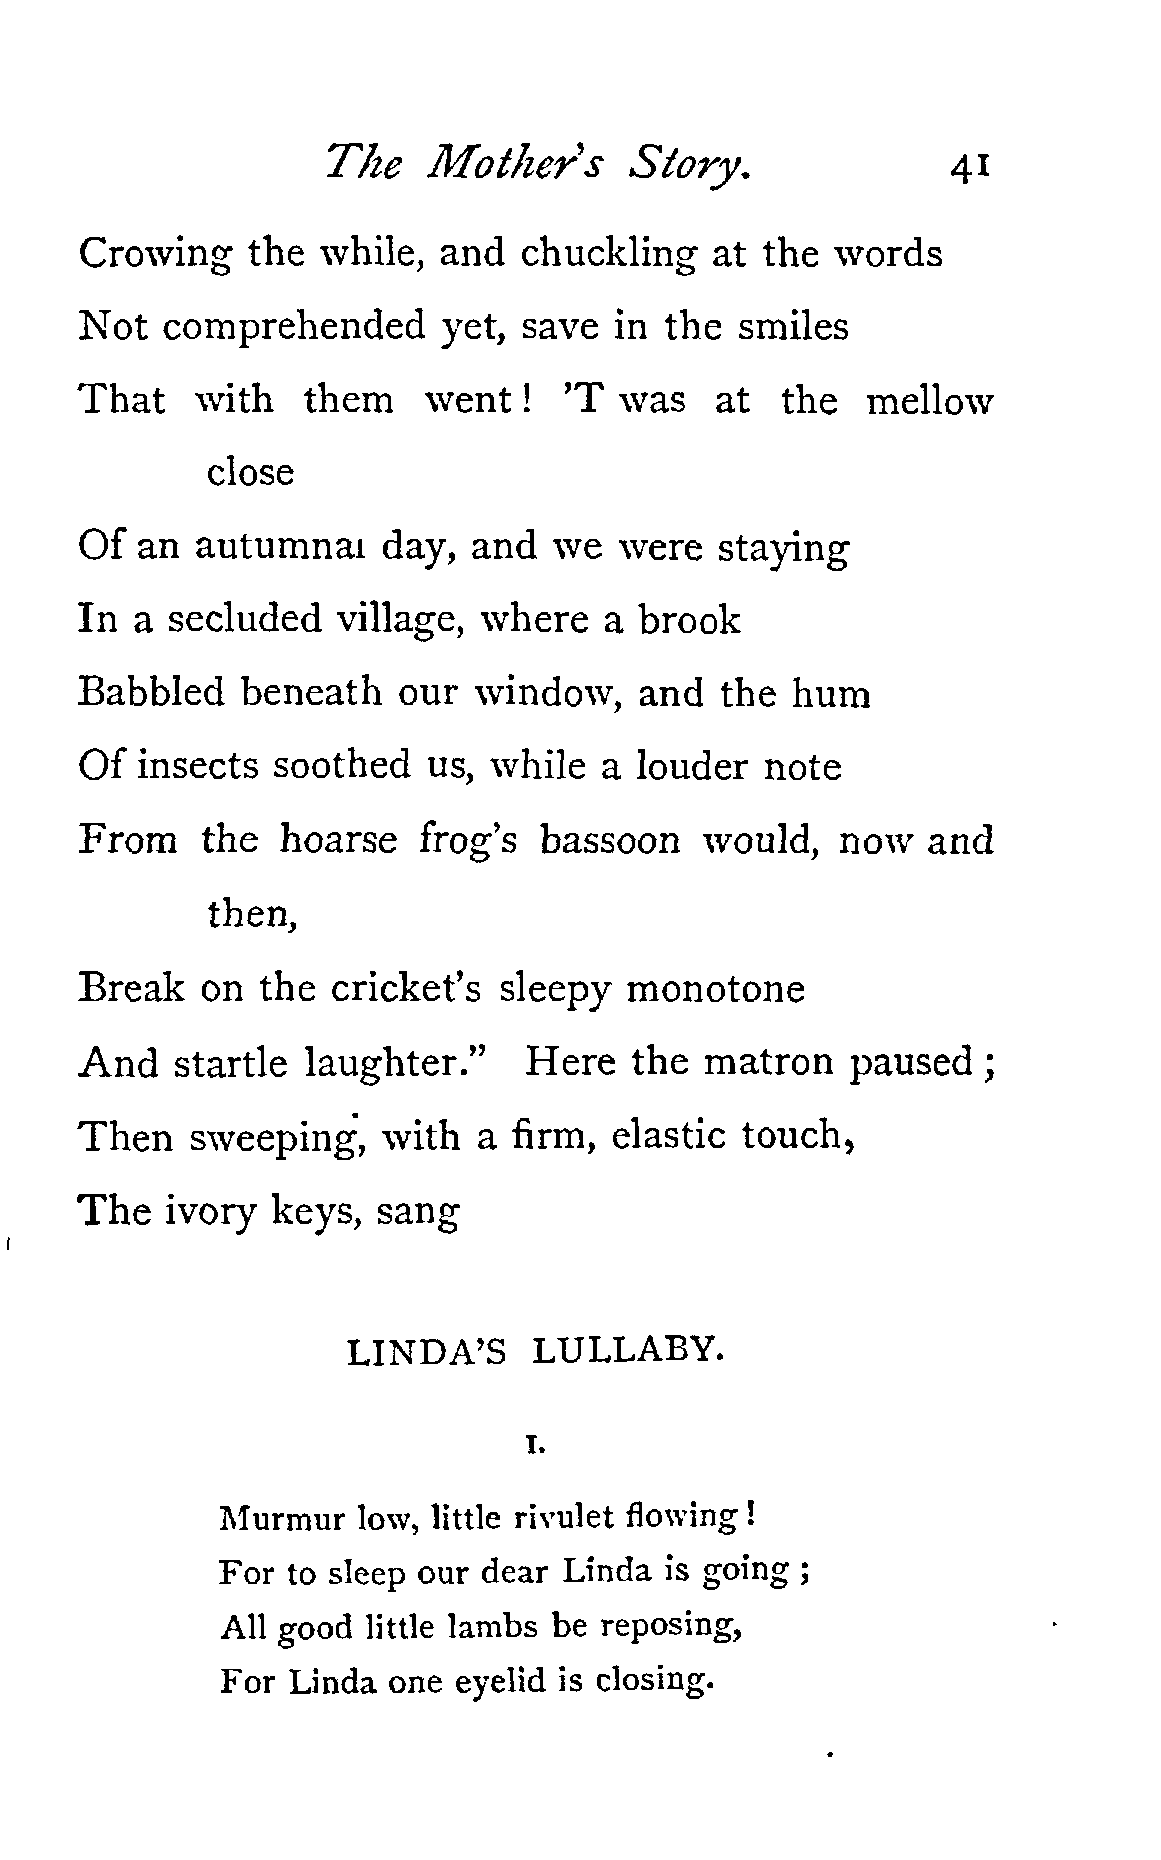 The Mother's Story. 41
Crowing the while, and chuckling at the words
Not comprehended yet, save in the smiles
That with them went! 'T was at the mellow
close
Of an autumnal day, and we were staying
In a secluded village, where a brook
Babbled beneath our window, and the hum
Of insects soothed us, while a louder note
From the hoarse frog's bassoon would, now and
then,
Break on the cricket's sleepy monotone
And startle laughter." Here the matron paused;
Then sweeping, with a firm, elastic touch,
The ivory keys, sang
LINDA'S LULLABY.
I.
Murmur low, little rivulet flowing!
For to sleep our dear Linda is going;
All good little lambs be reposing,
For Linda one eyelid is closing.